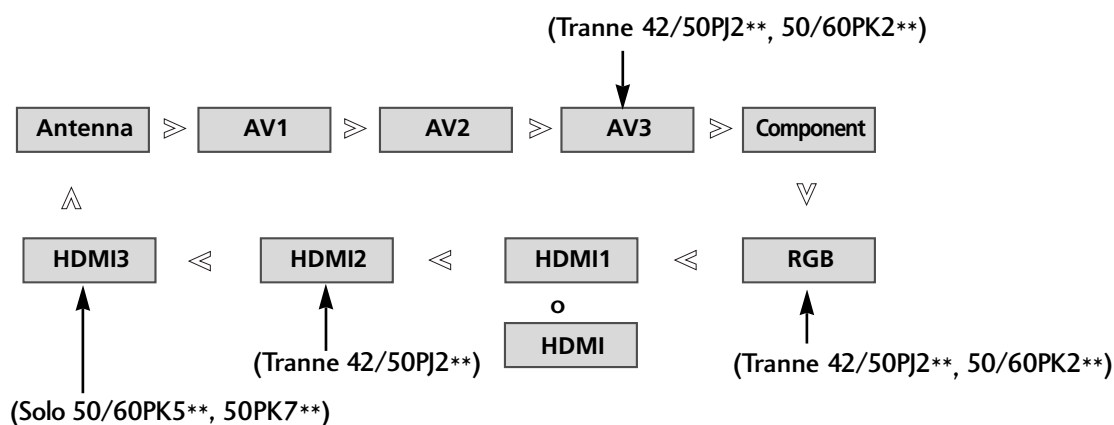 (Tranne 42/50PJ2**, 50/60PK2**)
Antenna
AV1
AV2
AV3
Component
HDMI3
HDMI2
HDMI1
RGB
o
HDMI
(Tranne 42/50PJ2**)
(Tranne 42/50PJ2**, 50/60PK2**)
(Solo 50/60PK5**, 50PK7**)